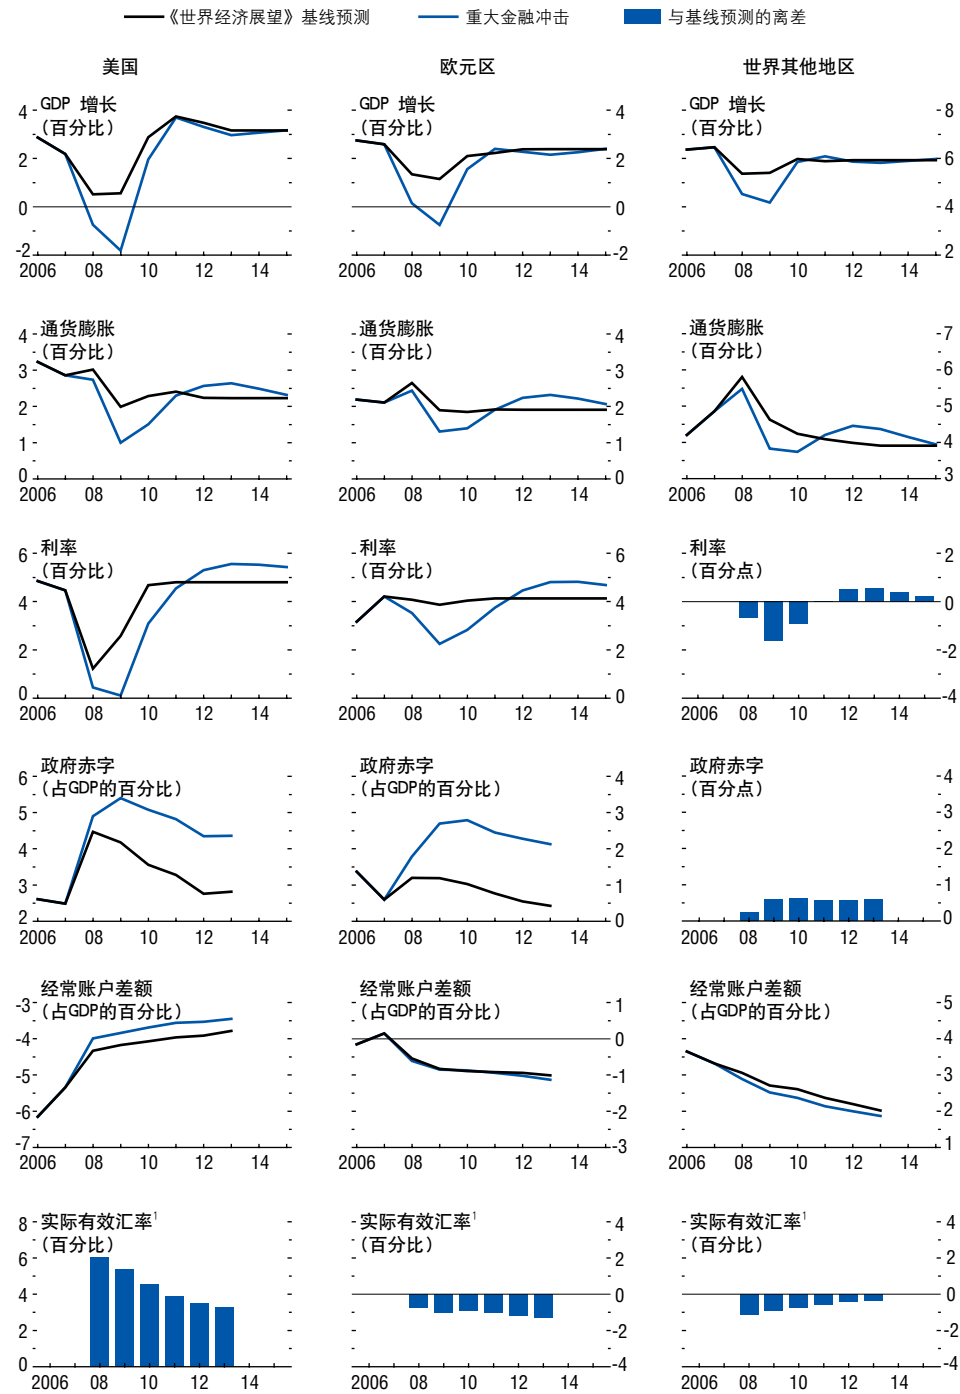 《世界经济展望》基线预测 重大金融冲击 与基线预测的离差
美国 欧元区 世界其他地区
GDP 增长
(百分比)
4
2
0
-2
2006 08 10 12 14
GDP 增长
(百分比)
4
2
0
-2
2006 08 10 12 14
GDP 增长
(百分比)
8
6
4
2
2006 08 10 12 14
通货膨胀
(百分比)
4
3
2
1
0
2006 08 10 12 14
通货膨胀
(百分比)
4
3
2
1
0
2006 08 10 12 14
通货膨胀
(百分比)
7
6
5
4
3
2006 08 10 12 14
利率
(百分比)
6
4
2
0
2006 08 10 12 14
利率
(百分比)
6
4
2
0
2006 08 10 12 14
利率
(百分点)
2
0
-2
-4
2006 08 10 12 14
政府赤字
(占GDP的百分比)
6
5
4
3
2
2006 08 10 12 14
政府赤字
(占GDP的百分比)
4
3
2
1
0
2006 08 10 12 14
政府赤字
(百分点)
4
3
2
1
0
2006 08 10 12 14
经常账户差额
(占GDP的百分比)
-3
-4
-5
-6
-7
2006 08 10 12 14
经常账户差额
(占GDP的百分比)
1
0
-1
-2
-3
2006 08 10 12 14
经常账户差额
(占GDP的百分比)
5
4
3
2
1
2006 08 10 12 14
实际有效汇率1
(百分比)
8
6
4
2
0
2006 08 10 12 14
实际有效汇率1
(百分比)
4
2
0
-2
-4
2006 08 10 12 14
实际有效汇率1
(百分比)
4
2
0
-2
-4
2006 08 10 12 14